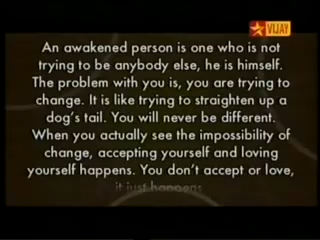 VIJAY
An awakened person is one who is not
trying to be anybody else, he is himself.
The problem with you is, you are trying to
change. It is like trying to straighten up a
dog's tail. You will never be different.
When you actually see the impossibility of
change, accepting yourself and loving
yourself happens. You don't accept or love,
it just happens